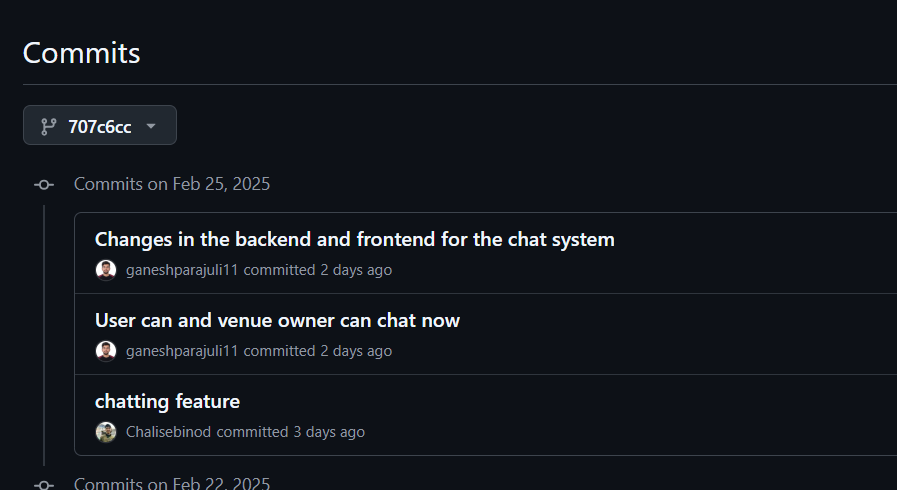 Commits
707c6cc
Commits on Feb 25, 2025
Changes in the backend and frontend for the chat system
ganeshparajuli11 committed 2 days ago
User can and venue owner can chat now
ganeshparajuli11 committed 2 days ago
chatting feature
Chalisebinod committed 3 days ago
Commits on Feb 22, 2025